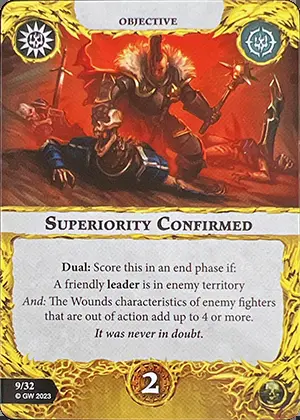 OBJECTIVE
SUPERIORITY CONFIRMED
Dual: Score this in an end phase if:
A friendly leader is in enemy territory
And: The Wounds characteristics of enemy fighters
that are out of action add up to 4 or more.
It was never in doubt.
9/32
© GW 2023
2